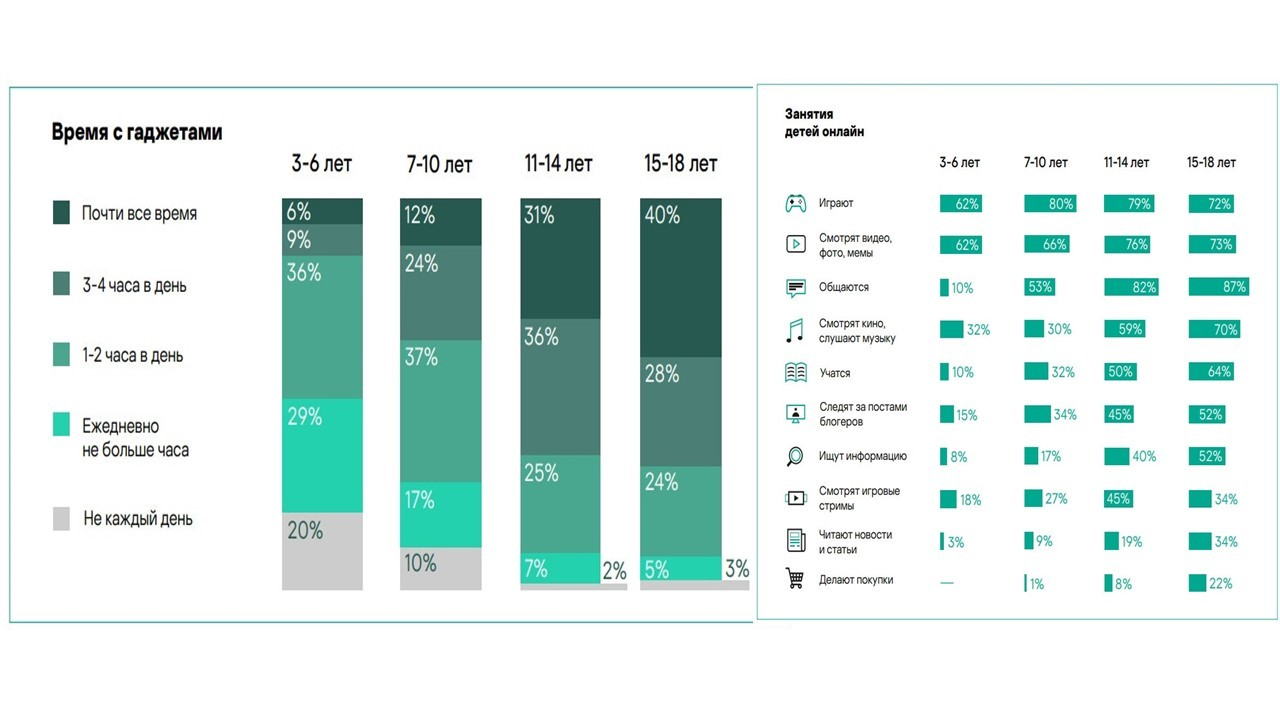 Время с гаджетами
3-6 лет 7-10 лет 11-14 лет 15-18 лет
Почти все время
3-4 часа в день
1-2 часа в день
Ежедневно
не больше часа
Не каждый день
6% 12% 31% 40%
9% 24% 36% 28%
36% 37% 25% 24%
29% 17% 7% 5%
20% 10% 2% 3%
Занятия
детей онлайн
3-6 лет 7-10 лет 11-14 лет 15-18 лет
Играют 62% 80% 79% 72%
Смотрят видео,
фото, мемы 62% 66% 76% 73%
Общаются 10% 53% 82% 87%
Смотрят кино,
слушают музыку 32% 30% 59% 70%
Учатся 10% 32% 50% 64%
Следят за постами
блогеров 15% 34% 45% 52%
Ищут информацию 8% 17% 40% 52%
Смотрят игровые
стримы 18% 27% 45% 34%
Читают новости
и статьи 3% 9% 19% 34%
Делают покупки — 1% 8% 22%